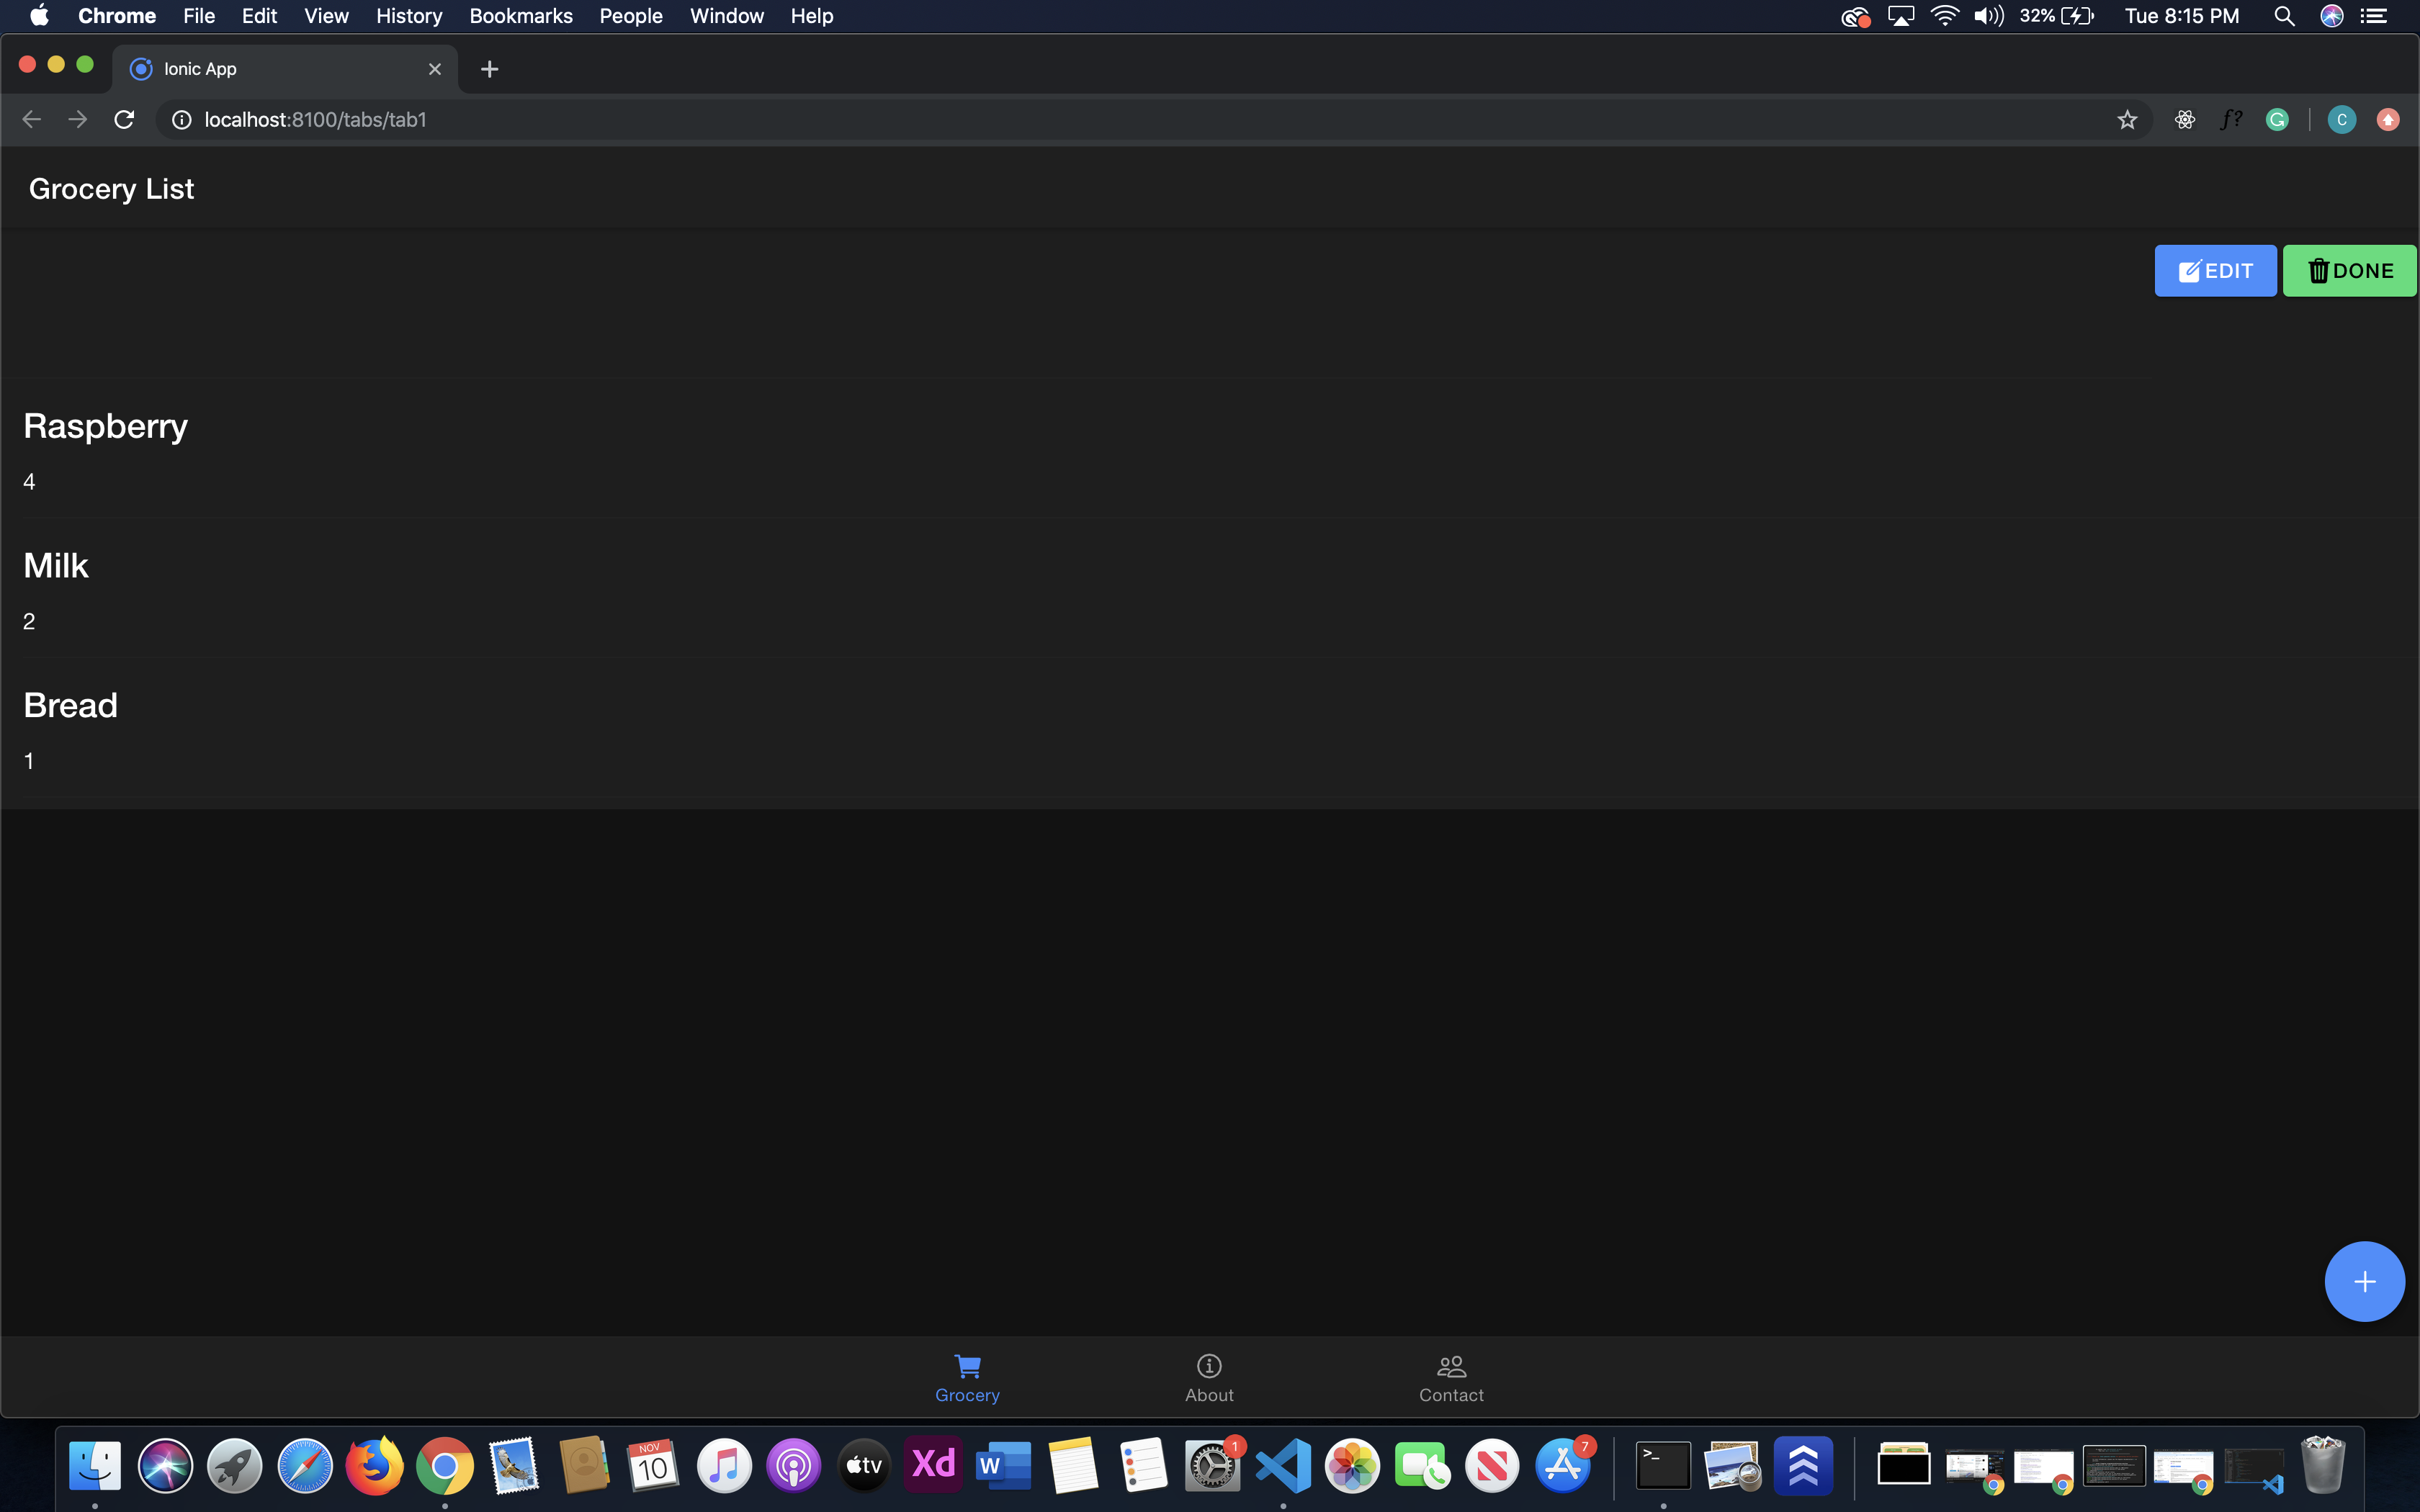 Chrome File Edit View History Bookmarks People Window Help 32% Tue 8:15 PM
Ionic App
localhost:8100/tabs/tab1 f? C
Grocery List
EDIT DONE
Raspberry
4
Milk
2
Bread
1
Grocery About Contact
NOV
10
tv
Xd
W
1
7
>_